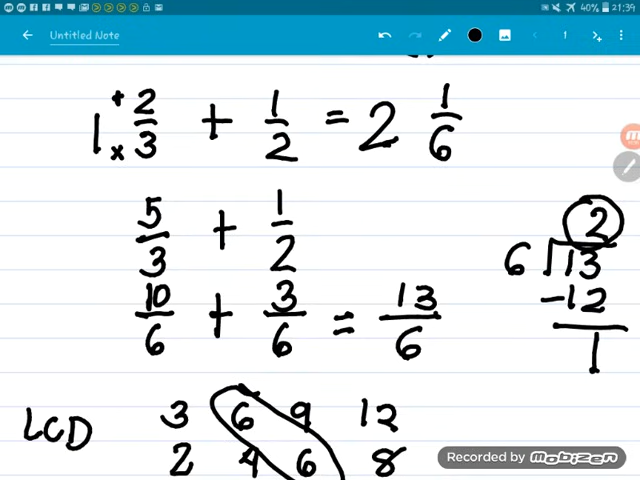 40% 21:39
Untitled Note
1
1 + 2/3 x + 1/2 = 2 1/6
5/3 + 1/2
10/6 + 3/6 = 13/6
2
6 13
-12
1
LCD 3 6 9 12
2 4 6 8
Recorded by Mobizen